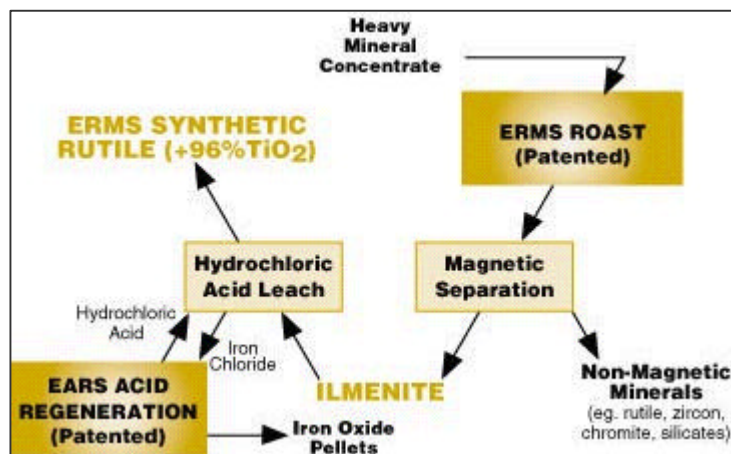 Heavy
Mineral
Concentrate
ERMS ROAST
(Patented)
ERMS SYNTHETIC
RUTILE (+96%TiO2)
Hydrochloric
Acid Leach
Magnetic
Separation
Hydrochloric
Acid
Iron
Chloride
EARS ACID
REGENERATION
(Patented)
ILMENITE
Iron Oxide
Pellets
Non-Magnetic
Minerals
(eg. rutile, zircon,
chromite, silicates)